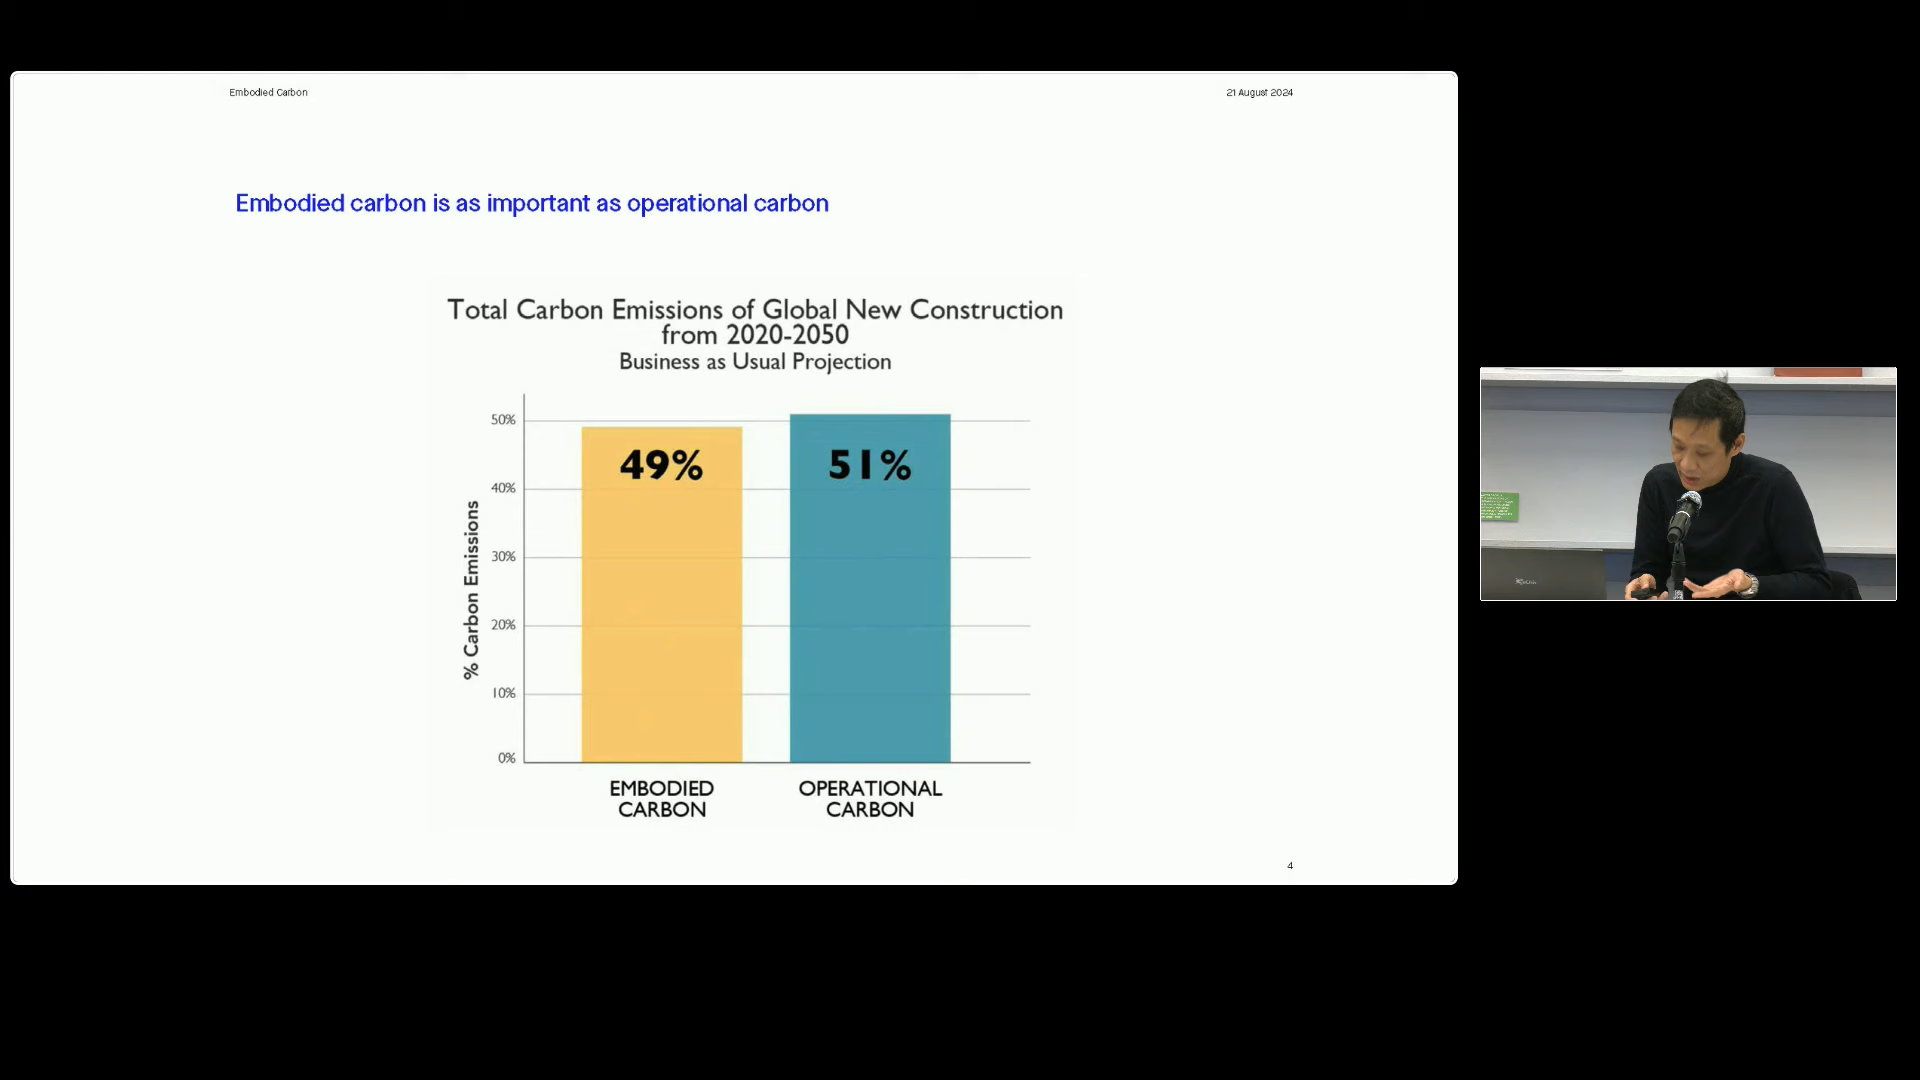 Embodied Carbon
21 August 2024
Embodied carbon is as important as operational carbon
Total Carbon Emissions of Global New Construction
from 2020-2050
Business as Usual Projection
% Carbon Emissions
50%
40%
30%
20%
10%
0%
49%
51%
EMBODIED
CARBON
OPERATIONAL
CARBON
4